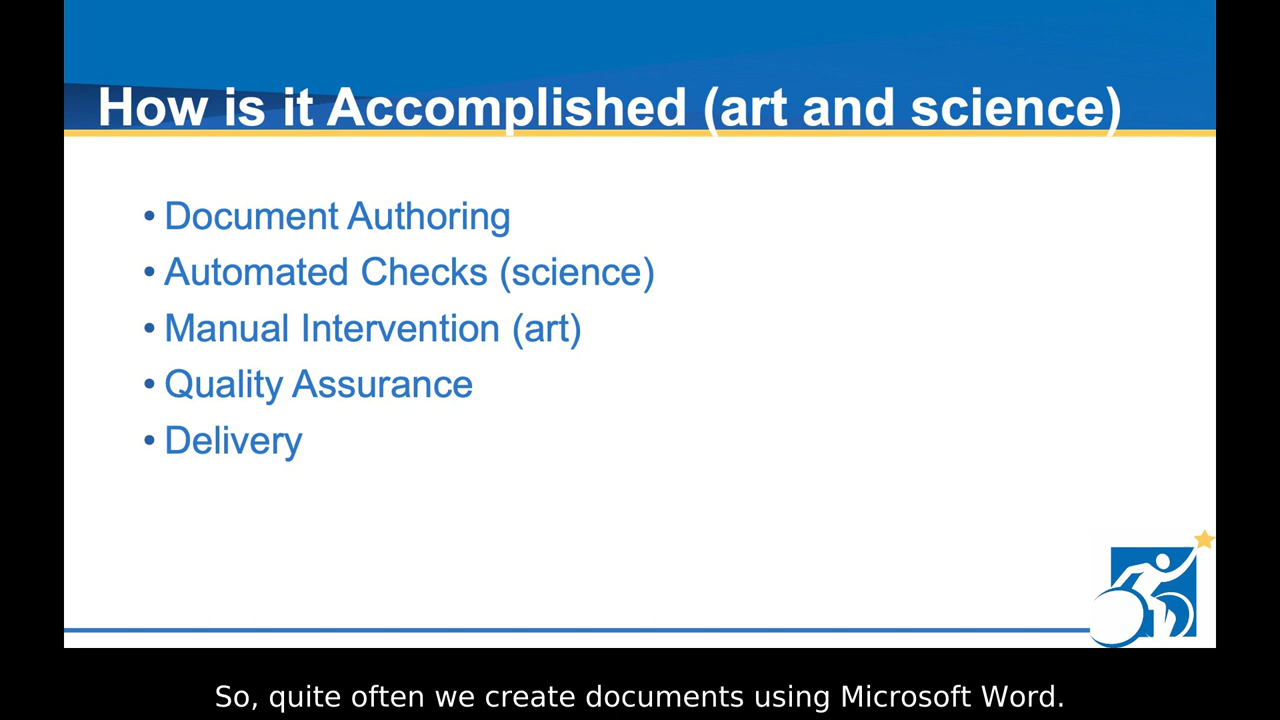 How is it Accomplished (art and science)
• Document Authoring
• Automated Checks (science)
• Manual Intervention (art)
• Quality Assurance
• Delivery
So, quite often we create documents using Microsoft Word.